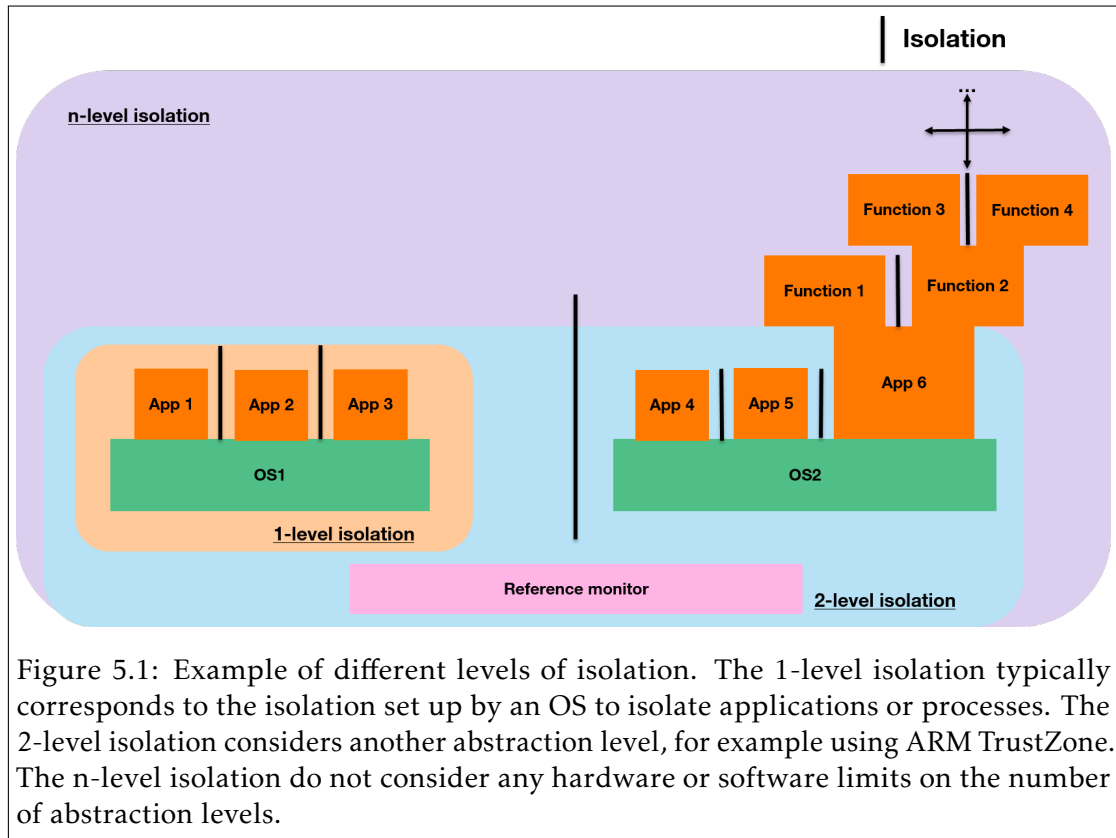 Isolation
n-level isolation
...
Function 3
Function 4
Function 1
Function 2
App 1
App 2
App 3
App 4
App 5
App 6
OS1
OS2
1-level isolation
Reference monitor
2-level isolation
Figure 5.1: Example of different levels of isolation. The 1-level isolation typically
corresponds to the isolation set up by an OS to isolate applications or processes. The
2-level isolation considers another abstraction level, for example using ARM TrustZone.
The n-level isolation do not consider any hardware or software limits on the number
of abstraction levels.